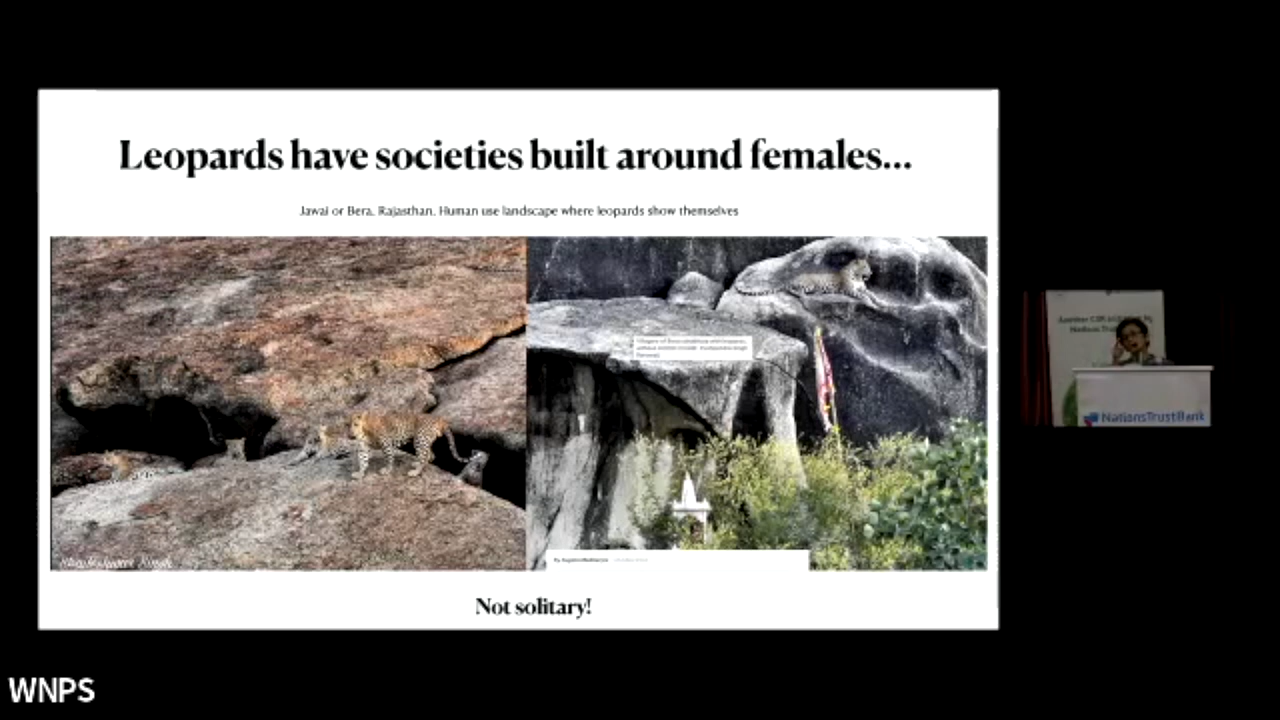 Leopards have societies built around females...
Jawai or Bera, Rajasthan. Human use landscape where leopards show themselves
Not solitary!
NationsTrustBank
WNPS